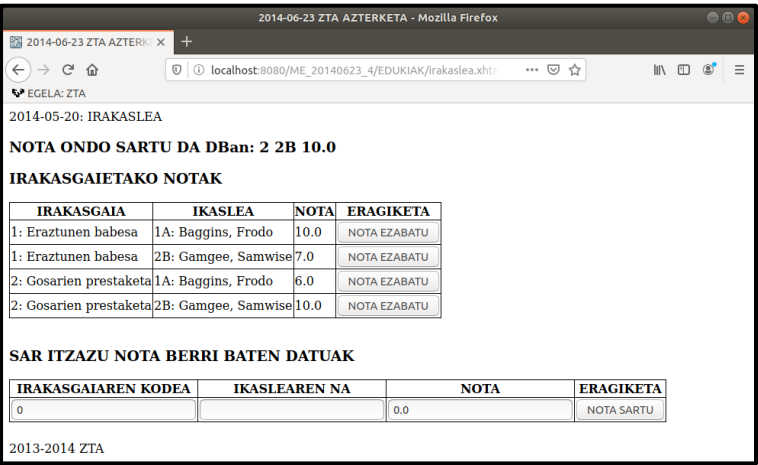 2014-06-23 ZTA AZTERKETA - Mozilla Firefox
2014-06-23 ZTA AZTERK
localhost:8080/ME_20140623_4/EDUKIAK/irakaslea.xhtm
EGELA: ZTA
2014-05-20: IRAKASLEA
NOTA ONDO SARTU DA DBan: 2 2B 10.0
IRAKASGAIETAKO NOTAK
IRAKASGAIA IKASLEA NOTA ERAGIKETA
1: Eraztunen babesa 1A: Baggins, Frodo 10.0 NOTA EZABATU
1: Eraztunen babesa 2B: Gamgee, Samwise 7.0 NOTA EZABATU
2: Gosarien prestaketa 1A: Baggins, Frodo 6.0 NOTA EZABATU
2: Gosarien prestaketa 2B: Gamgee, Samwise 10.0 NOTA EZABATU
SAR ITZAZU NOTA BERRI BATEN DATUAK
IRAKASGAIAREN KODEA IKASLEAREN NA NOTA ERAGIKETA
0 0.0 NOTA SARTU
2013-2014 ZTA